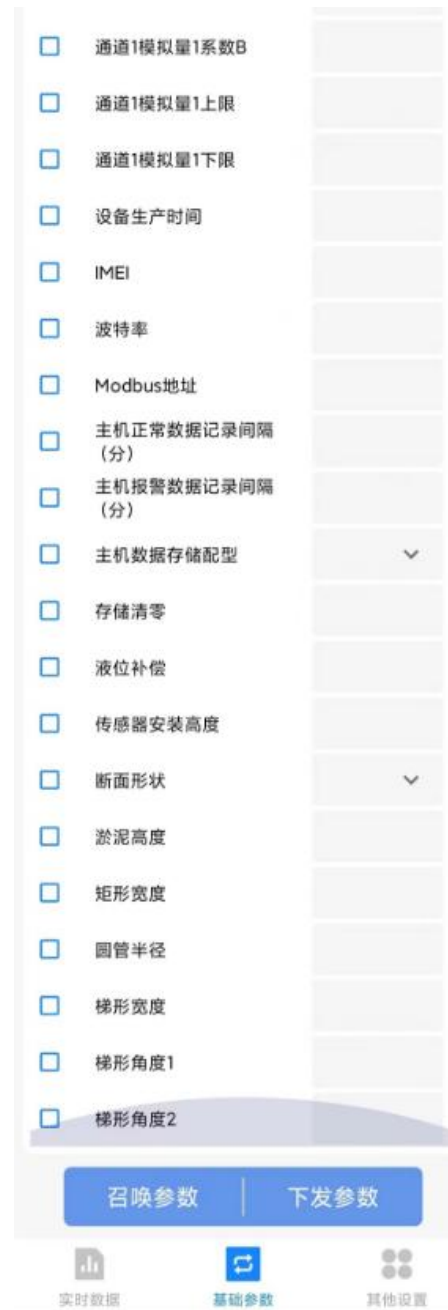 通道1模拟量1系数B
通道1模拟量1上限
通道1模拟量1下限
设备生产时间
IMEI
波特率
Modbus地址
主机正常数据记录间隔
（分）
主机报警数据记录间隔
（分）
主机数据存储配型
存储清零
液位补偿
传感器安装高度
断面形状
淤泥高度
矩形宽度
圆管半径
梯形宽度
梯形角度1
梯形角度2
召唤参数 下发参数
实时数据 基础参数 其他设置